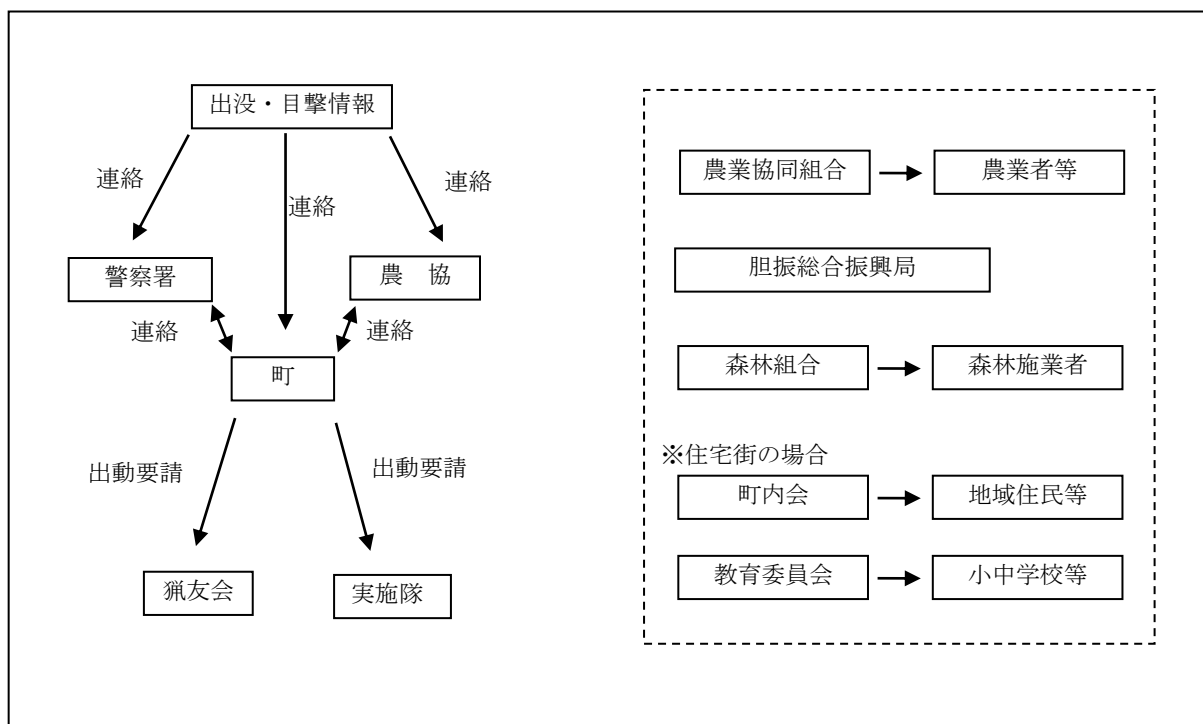 出没・目撃情報
連絡
連絡
連絡
警察署
農　協
連絡
連絡
町
出動要請
出動要請
猟友会
実施隊
農業協同組合
農業者等
胆振総合振興局
森林組合
森林施業者
※住宅街の場合
町内会
地域住民等
教育委員会
小中学校等